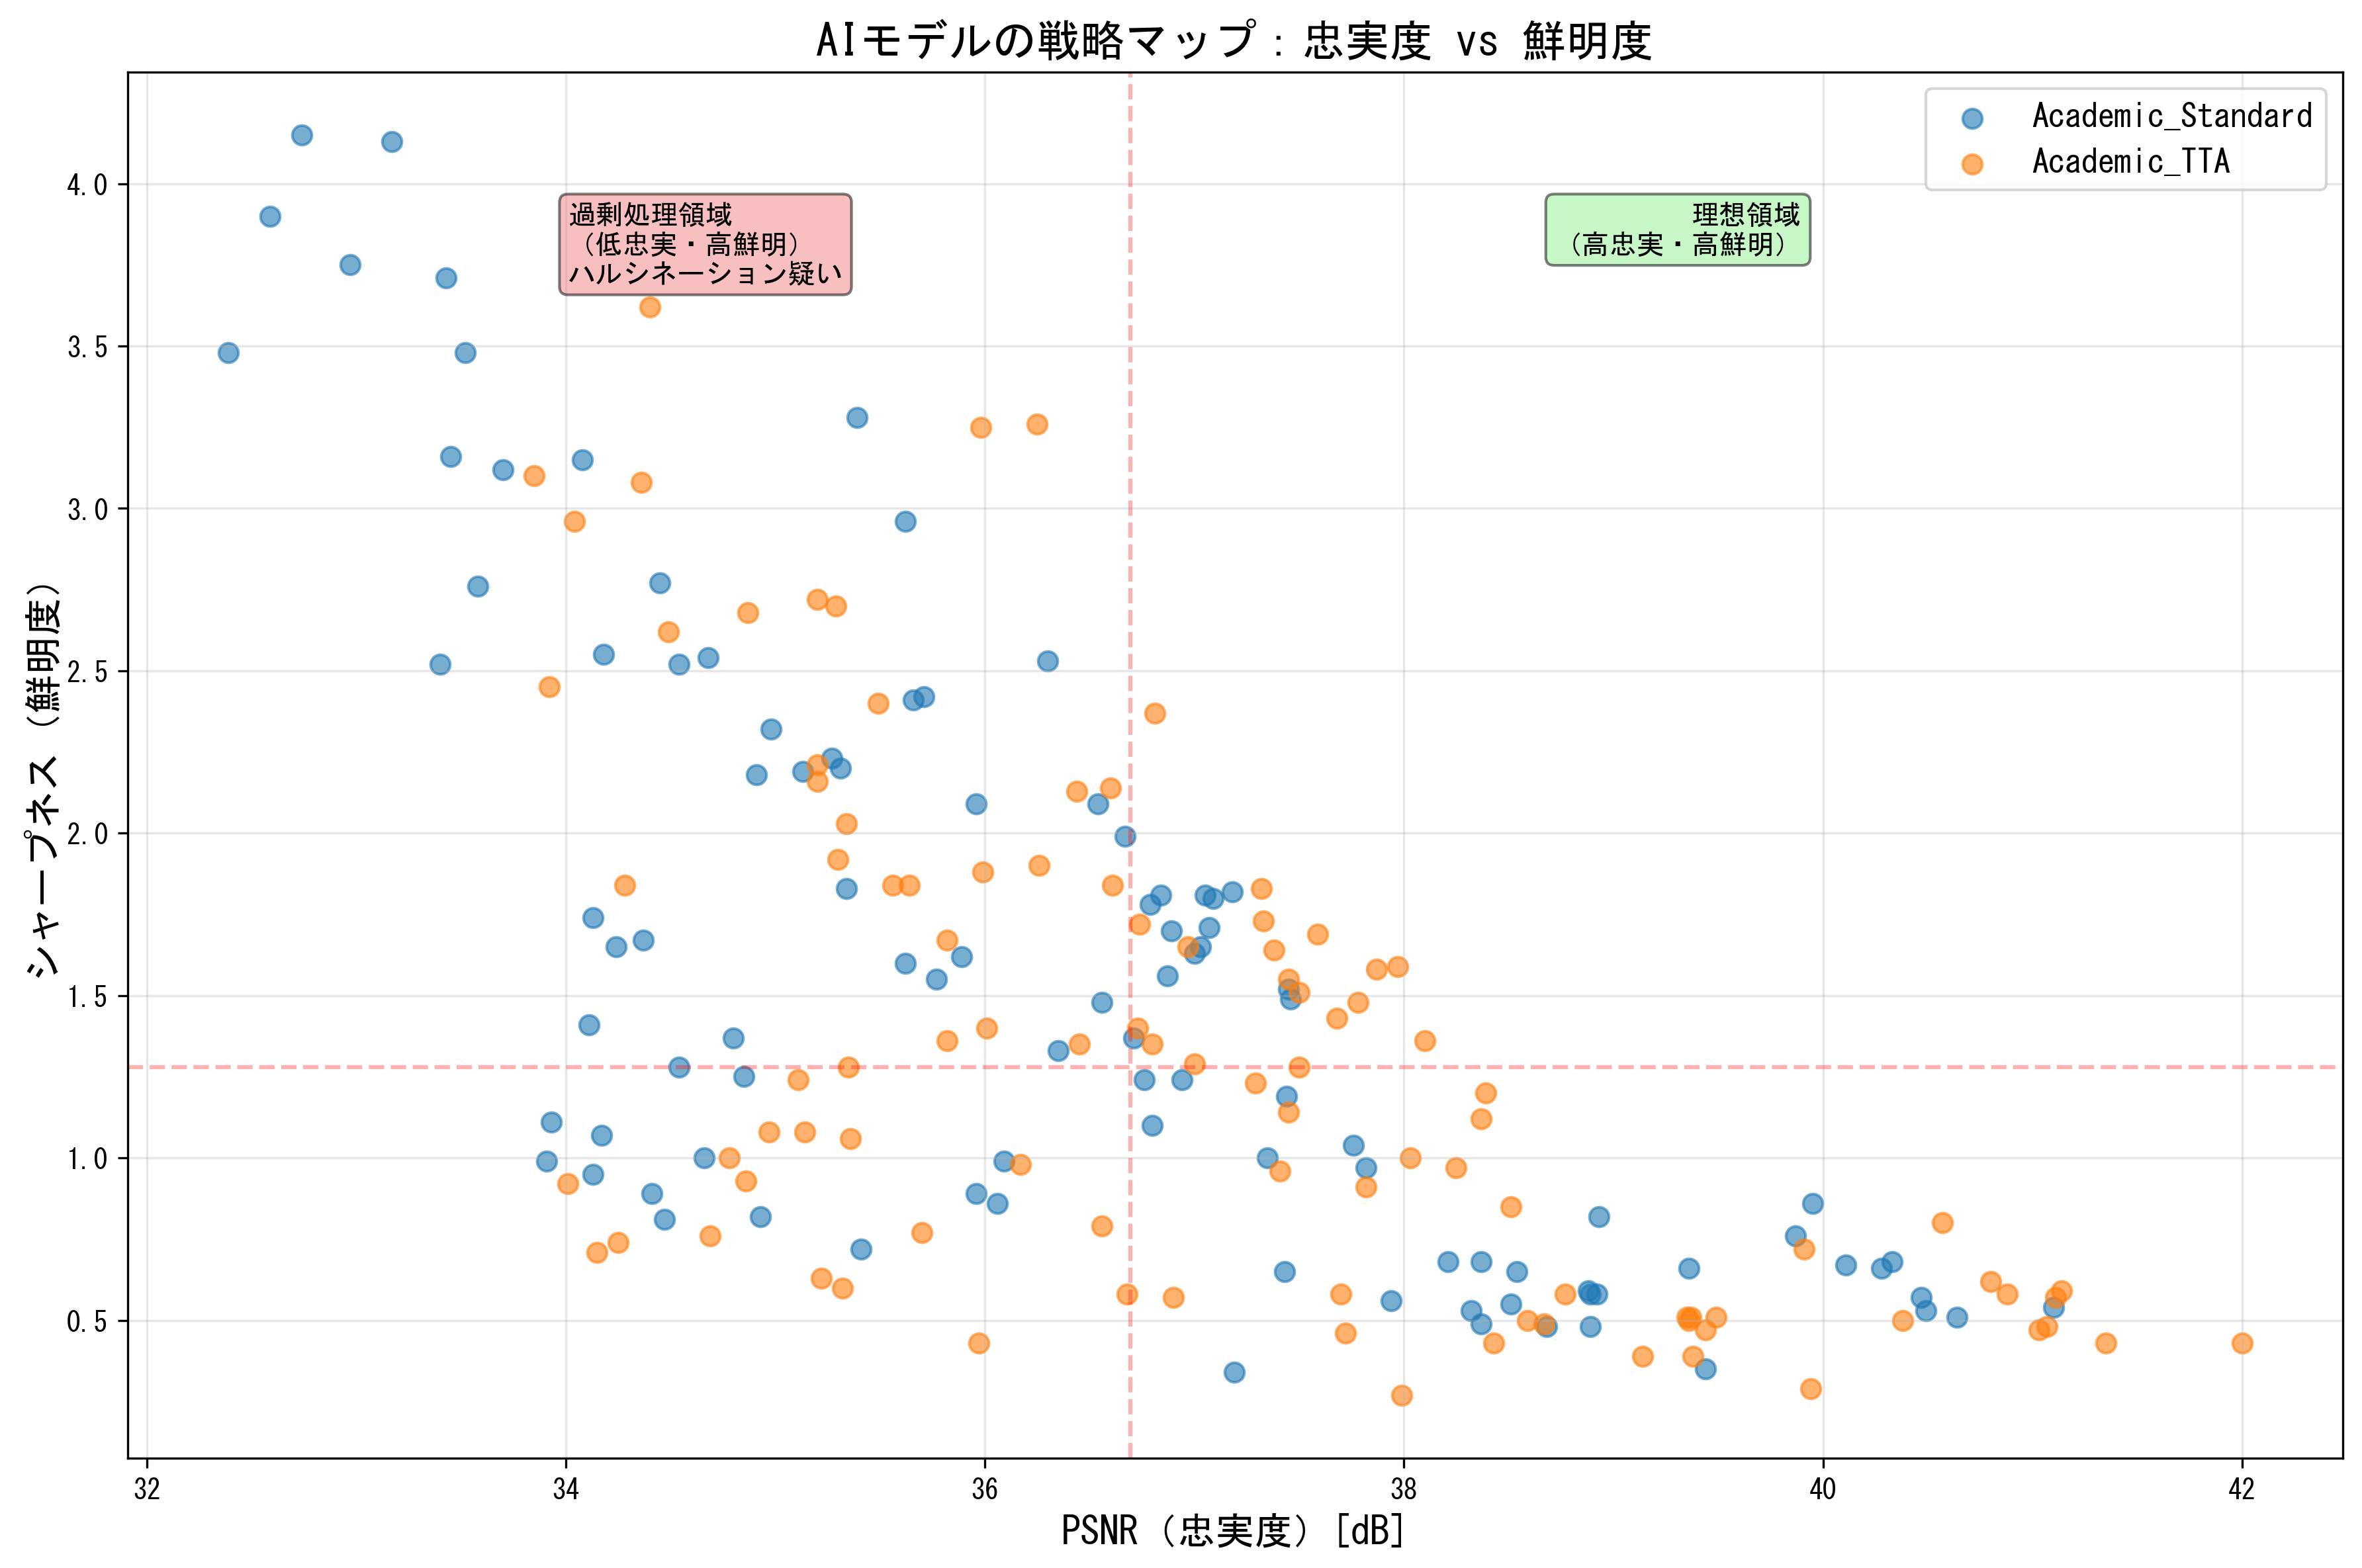 AIモデルの戦略マップ：忠実度 vs 鮮明度
Academic_Standard
Academic_TTA
過剰処理領域
（低忠実・高鮮明）
ハルシネーション疑い
理想領域
（高忠実・高鮮明）
シャープネス（鮮明度）
4.0
3.5
3.0
2.5
2.0
1.5
1.0
0.5
32
34
36
38
40
42
PSNR（忠実度）[dB]